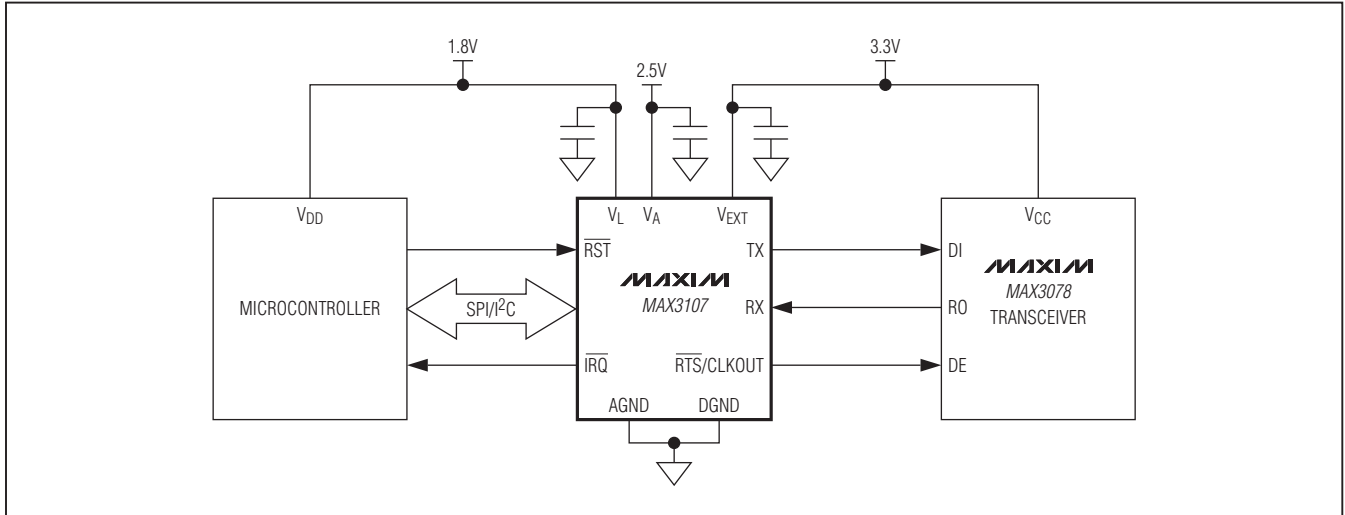 1.8V
2.5V
3.3V
VDD
VL
VA
VEXT
VCC
RST
TX
DI
MAXIM
MAX3107
MAXIM
MAX3078
TRANSCEIVER
MICROCONTROLLER
SPI/I²C
RX
RO
IRQ
RTS/CLKOUT
DE
AGND
DGND